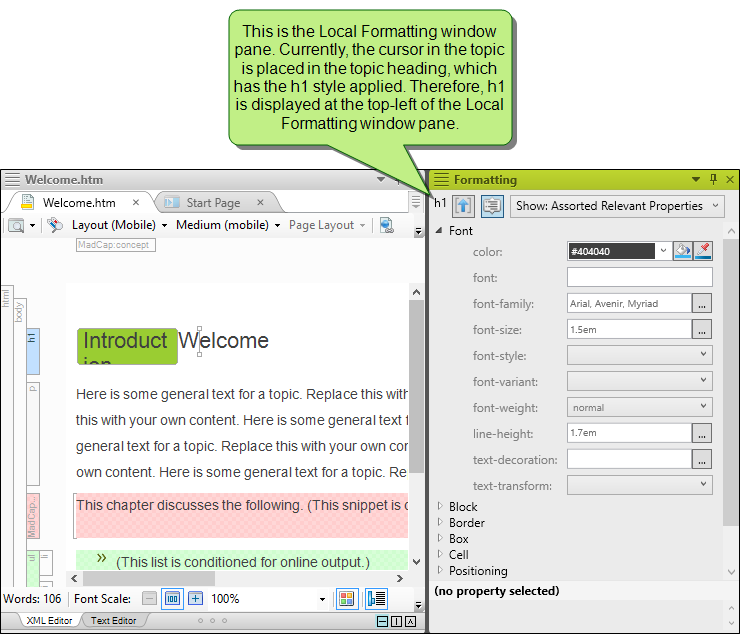 This is the Local Formatting window
pane. Currently, the cursor in the topic
is placed in the topic heading, which
has the h1 style applied. Therefore, h1
is displayed at the top-left of the Local
Formatting window pane.
Welcome.htm
Welcome.htm
Start Page
Layout (Mobile)
Medium (mobile)
Page Layout
MadCap:concept
html
body
h1
Introduct
ion
Welcome
p
Here is some general text for a topic. Replace this with
this with your own content. Here is some general text f
general text for a topic. Replace this with your own con
own content. Here is some general text for a topic. Re
MadCap...
This chapter discusses the following. (This snippet is c
ul
(This list is conditioned for online output.)
Words: 106
Font Scale:
100%
XML Editor
Text Editor
Formatting
h1
Show: Assorted Relevant Properties
Font
color:
#404040
font:
font-family:
Arial, Avenir, Myriad
...
font-size:
1.5em
...
font-style:
font-variant:
font-weight:
normal
line-height:
1.7em
...
text-decoration:
...
text-transform:
Block
Border
Box
Cell
Positioning
(no property selected)